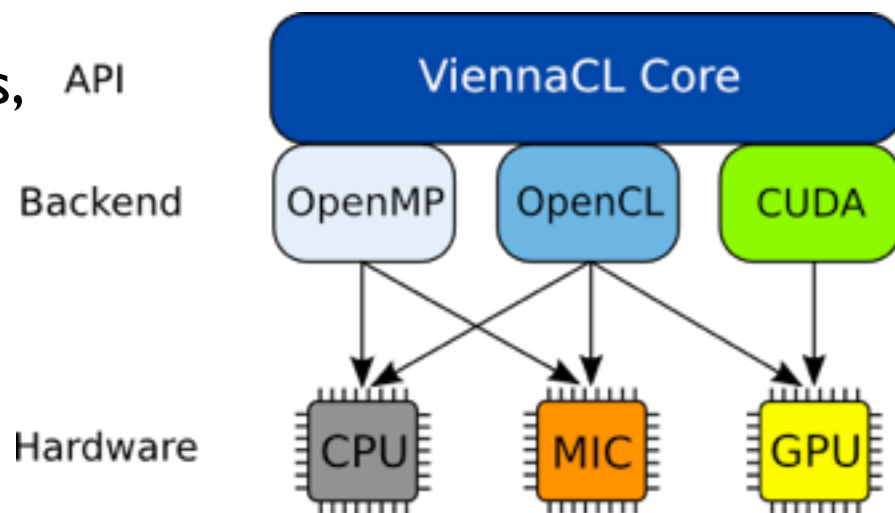 s,
API ViennaCL Core
Backend OpenMP OpenCL CUDA
Hardware CPU MIC GPU